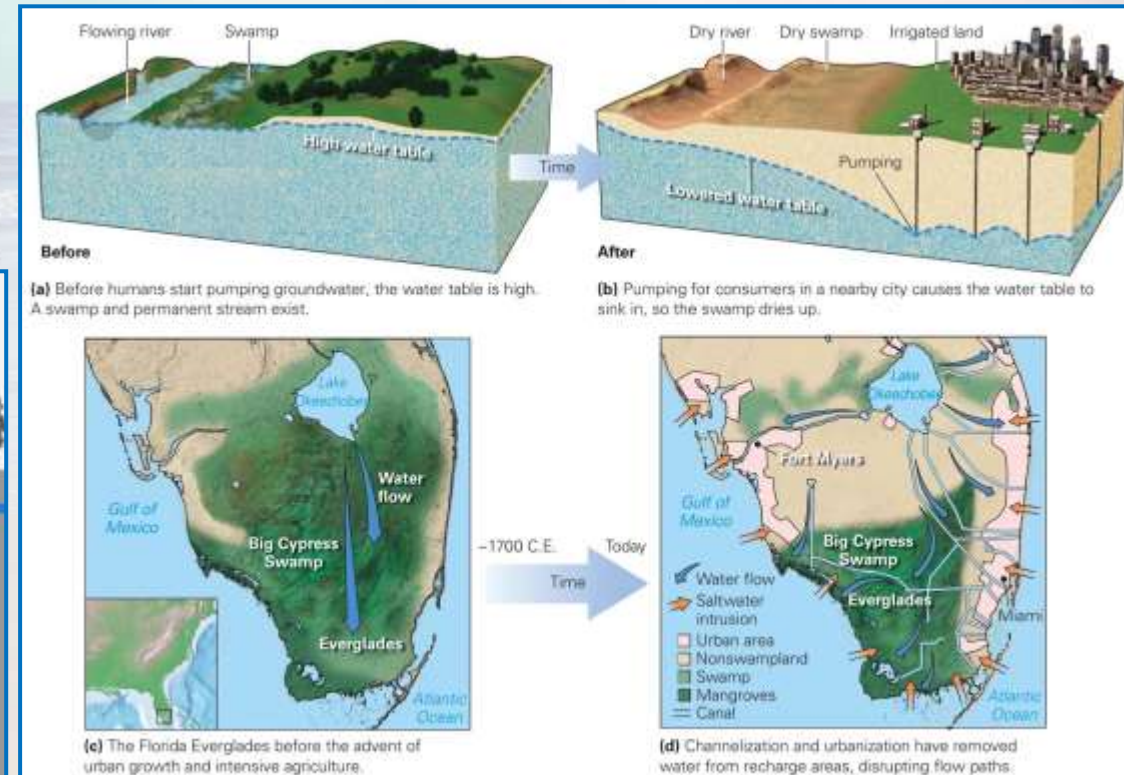 Flowing river
Swamp
High water table
Before
(a) Before humans start pumping groundwater, the water table is high.
A swamp and permanent stream exist.
Time
Dry river
Dry swamp
Irrigated land
Pumping
Lowered water table
After
(b) Pumping for consumers in a nearby city causes the water table to
sink in, so the swamp dries up.
Lake
Okeechobee
Water
flow
Gulf of
Mexico
Big Cypress
Swamp
Everglades
Atlantic
Ocean
(c) The Florida Everglades before the advent of
urban growth and intensive agriculture.
~1700 C.E.
Today
Time
Lake
Okeechobee
Fort Myers
Gulf of
Mexico
Big Cypress
Swamp
Everglades
Miami
Water flow
Saltwater
intrusion
Urban area
Nonswampland
Swamp
Mangroves
Canal
Atlantic
Ocean
(d) Channelization and urbanization have removed
water from recharge areas, disrupting flow paths.